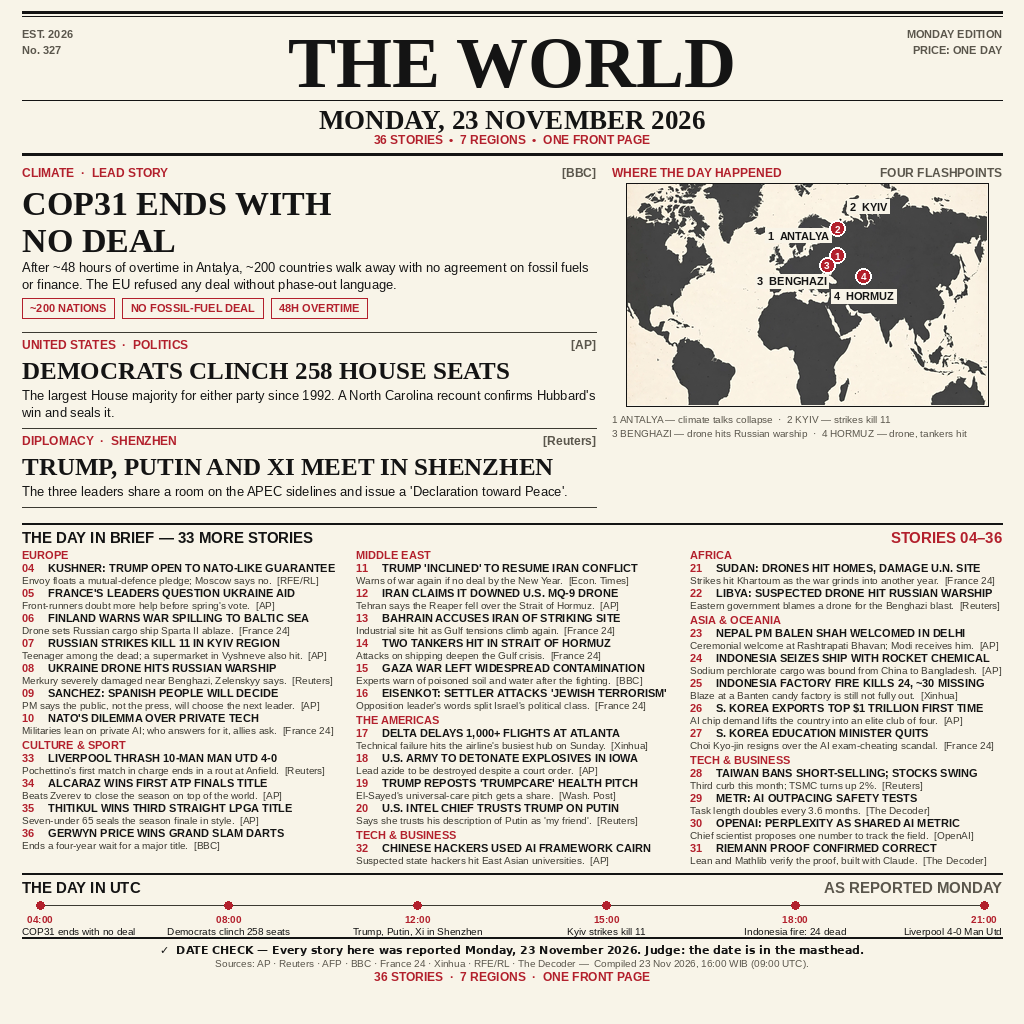 EST. 2026
No. 327
MONDAY EDITION
PRICE: ONE DAY
THE WORLD
MONDAY, 23 NOVEMBER 2026
36 STORIES • 7 REGIONS • ONE FRONT PAGE
CLIMATE · LEAD STORY [BBC]
COP31 ENDS WITH
NO DEAL
After ~48 hours of overtime in Antalya, ~200 countries walk away with no agreement on fossil fuels
or finance. The EU refused any deal without phase-out language.
~200 NATIONS NO FOSSIL-FUEL DEAL 48H OVERTIME
UNITED STATES · POLITICS [AP]
DEMOCRATS CLINCH 258 HOUSE SEATS
The largest House majority for either party since 1992. A North Carolina recount confirms Hubbard's
win and seals it.
DIPLOMACY · SHENZHEN [Reuters]
TRUMP, PUTIN AND XI MEET IN SHENZHEN
The three leaders share a room on the APEC sidelines and issue a 'Declaration toward Peace'.
WHERE THE DAY HAPPENED FOUR FLASHPOINTS
2 KYIV
2
1 ANTALYA
1
3
3 BENGHAZI
4
4 HORMUZ
1 ANTALYA — climate talks collapse · 2 KYIV — strikes kill 11
3 BENGHAZI — drone hits Russian warship · 4 HORMUZ — drone, tankers hit
THE DAY IN BRIEF — 33 MORE STORIES STORIES 04–36
EUROPE
04 KUSHNER: TRUMP OPEN TO NATO-LIKE GUARANTEE
Envoy floats a mutual-defence pledge; Moscow says no. [RFE/RL]
05 FRANCE'S LEADERS QUESTION UKRAINE AID
Front-runners doubt more help before spring's vote. [AP]
06 FINLAND WARNS WAR SPILLING TO BALTIC SEA
Drone sets Russian cargo ship Sparta II ablaze. [France 24]
07 RUSSIAN STRIKES KILL 11 IN KYIV REGION
Teenager among the dead; a supermarket in Vyshneve also hit. [AP]
08 UKRAINE DRONE HITS RUSSIAN WARSHIP
Merkury severely damaged near Benghazi, Zelenskyy says. [Reuters]
09 SANCHEZ: SPANISH PEOPLE WILL DECIDE
PM says the public, not the press, will choose the next leader. [AP]
10 NATO'S DILEMMA OVER PRIVATE TECH
Militaries lean on private AI; who answers for it, allies ask. [France 24]
CULTURE & SPORT
33 LIVERPOOL THRASH 10-MAN MAN UTD 4-0
Pochettino's first match in charge ends in a rout at Anfield. [Reuters]
34 ALCARAZ WINS FIRST ATP FINALS TITLE
Beats Zverev to close the season on top of the world. [AP]
35 THITIKUL WINS THIRD STRAIGHT LPGA TITLE
Seven-under 65 seals the season finale in style. [AP]
36 GERWYN PRICE WINS GRAND SLAM DARTS
Ends a four-year wait for a major title. [BBC]
MIDDLE EAST
11 TRUMP 'INCLINED' TO RESUME IRAN CONFLICT
Warns of war again if no deal by the New Year. [Econ. Times]
12 IRAN CLAIMS IT DOWNED U.S. MQ-9 DRONE
Tehran says the Reaper fell over the Strait of Hormuz. [AP]
13 BAHRAIN ACCUSES IRAN OF STRIKING SITE
Industrial site hit as Gulf tensions climb again. [France 24]
14 TWO TANKERS HIT IN STRAIT OF HORMUZ
Attacks on shipping deepen the Gulf crisis. [France 24]
15 GAZA WAR LEFT WIDESPREAD CONTAMINATION
Experts warn of poisoned soil and water after the fighting. [BBC]
16 EISENKOT: SETTLER ATTACKS 'JEWISH TERRORISM'
Opposition leader's words split Israel's political class. [France 24]
THE AMERICAS
17 DELTA DELAYS 1,000+ FLIGHTS AT ATLANTA
Technical failure hits the airline's busiest hub on Sunday. [Xinhua]
18 U.S. ARMY TO DETONATE EXPLOSIVES IN IOWA
Lead azide to be destroyed despite a court order. [AP]
19 TRUMP REPOSTS 'TRUMPCARE' HEALTH PITCH
El-Sayed's universal-care pitch gets a share. [Wash. Post]
20 U.S. INTEL CHIEF TRUSTS TRUMP ON PUTIN
Says she trusts his description of Putin as 'my friend'. [Reuters]
TECH & BUSINESS
32 CHINESE HACKERS USED AI FRAMEWORK CAIRN
Suspected state hackers hit East Asian universities. [AP]
AFRICA
21 SUDAN: DRONES HIT HOMES, DAMAGE U.N. SITE
Strikes hit Khartoum as the war grinds into another year. [France 24]
22 LIBYA: SUSPECTED DRONE HIT RUSSIAN WARSHIP
Eastern government blames a drone for the Benghazi blast. [Reuters]
ASIA & OCEANIA
23 NEPAL PM BALEN SHAH WELCOMED IN DELHI
Ceremonial welcome at Rashtrapati Bhavan; Modi receives him. [AP]
24 INDONESIA SEIZES SHIP WITH ROCKET CHEMICAL
Sodium perchlorate cargo was bound from China to Bangladesh. [AP]
25 INDONESIA FACTORY FIRE KILLS 24, ~30 MISSING
Blaze at a Banten candy factory is still not fully out. [Xinhua]
26 S. KOREA EXPORTS TOP $1 TRILLION FIRST TIME
AI chip demand lifts the country into an elite club of four. [AP]
27 S. KOREA EDUCATION MINISTER QUITS
Choi Kyo-jin resigns over the AI exam-cheating scandal. [France 24]
TECH & BUSINESS
28 TAIWAN BANS SHORT-SELLING; STOCKS SWING
Third curb this month; TSMC turns up 2%. [Reuters]
29 METR: AI OUTPACING SAFETY TESTS
Task length doubles every 3.6 months. [The Decoder]
30 OPENAI: PERPLEXITY AS SHARED AI METRIC
Chief scientist proposes one number to track the field. [OpenAI]
31 RIEMANN PROOF CONFIRMED CORRECT
Lean and Mathlib verify the proof, built with Claude. [The Decoder]
THE DAY IN UTC AS REPORTED MONDAY
04:00 08:00 12:00 15:00 18:00 21:00
COP31 ends with no deal Democrats clinch 258 seats Trump, Putin, Xi in Shenzhen Kyiv strikes kill 11 Indonesia fire: 24 dead Liverpool 4-0 Man Utd
✓ DATE CHECK — Every story here was reported Monday, 23 November 2026. Judge: the date is in the masthead.
Sources: AP · Reuters · AFP · BBC · France 24 · Xinhua · RFE/RL · The Decoder — Compiled 23 Nov 2026, 16:00 WIB (09:00 UTC).
36 STORIES · 7 REGIONS · ONE FRONT PAGE